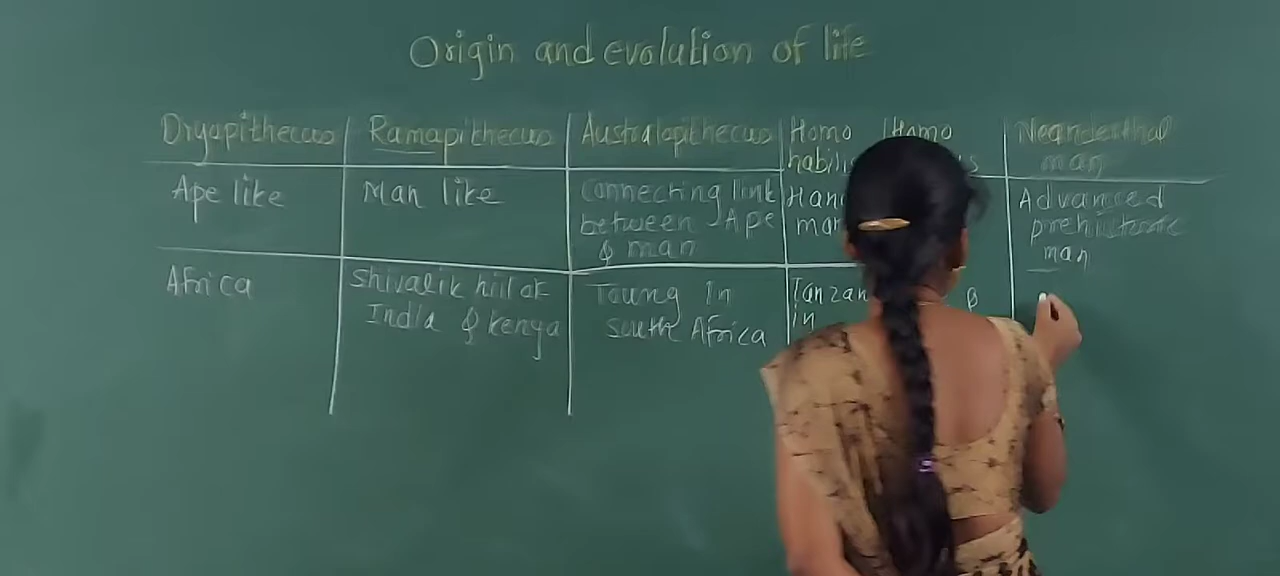 Origin and evolution of life
Dryopithecus
Ramapithecus
Australopithecus
Homo
habilis
Homo
Neanderthal
man
Ape like
Man like
Connecting link
between Ape
& man
Advanced
prehistoric
man
Africa
Shivalik hill of
India & Kenya
Taung In
South Africa
in